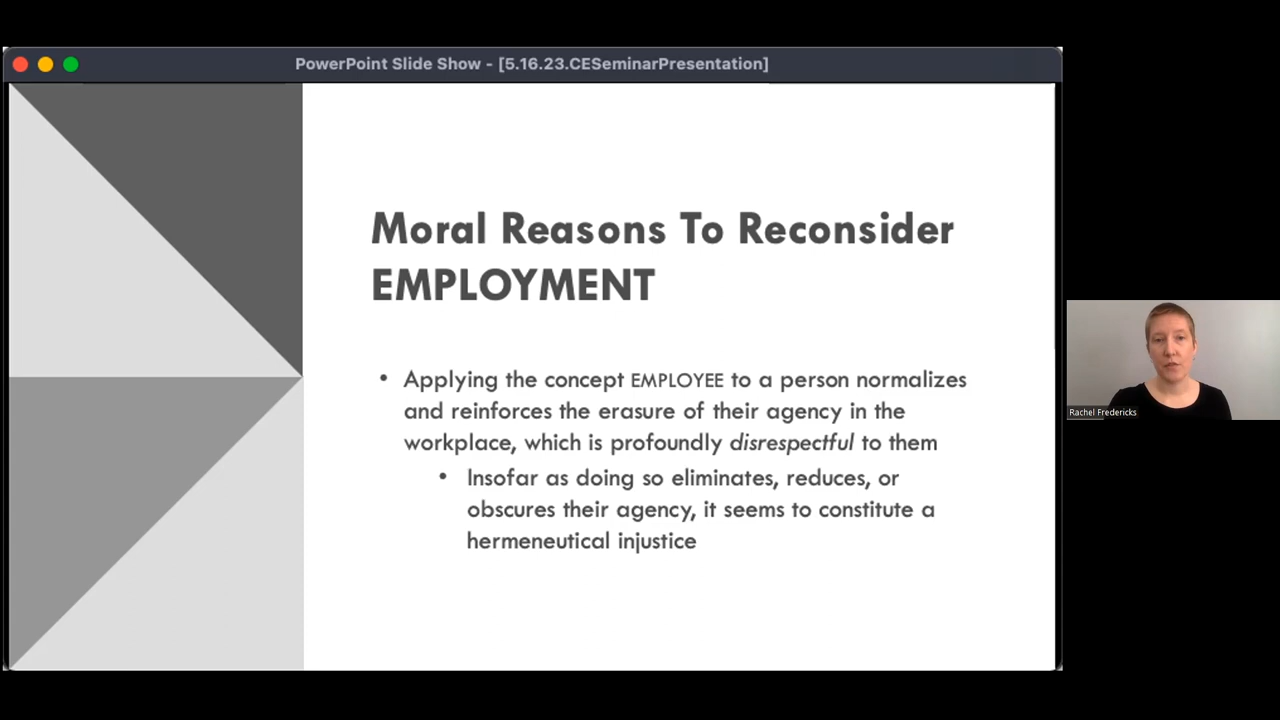 PowerPoint Slide Show - [5.16.23.CESeminarPresentation]
Moral Reasons To Reconsider
EMPLOYMENT
• Applying the concept EMPLOYEE to a person normalizes
and reinforces the erasure of their agency in the
workplace, which is profoundly disrespectful to them
• Insofar as doing so eliminates, reduces, or
obscures their agency, it seems to constitute a
hermeneutical injustice
Rachel Fredericks